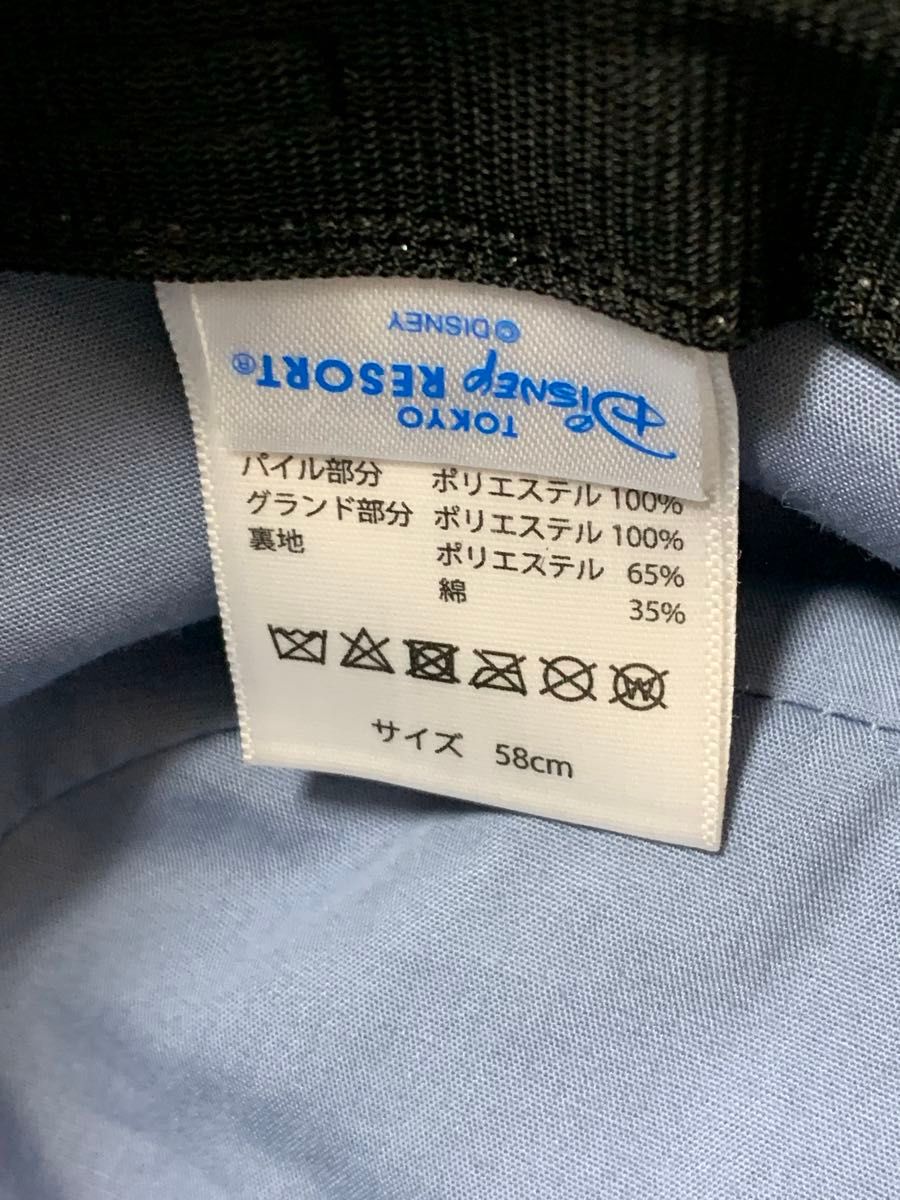 © DISNEY
TOKYO
DISNEY RESORT®
パイル部分 ポリエステル 100%
グランド部分 ポリエステル 100%
裏地 ポリエステル 65%
綿 35%
サイズ 58cm